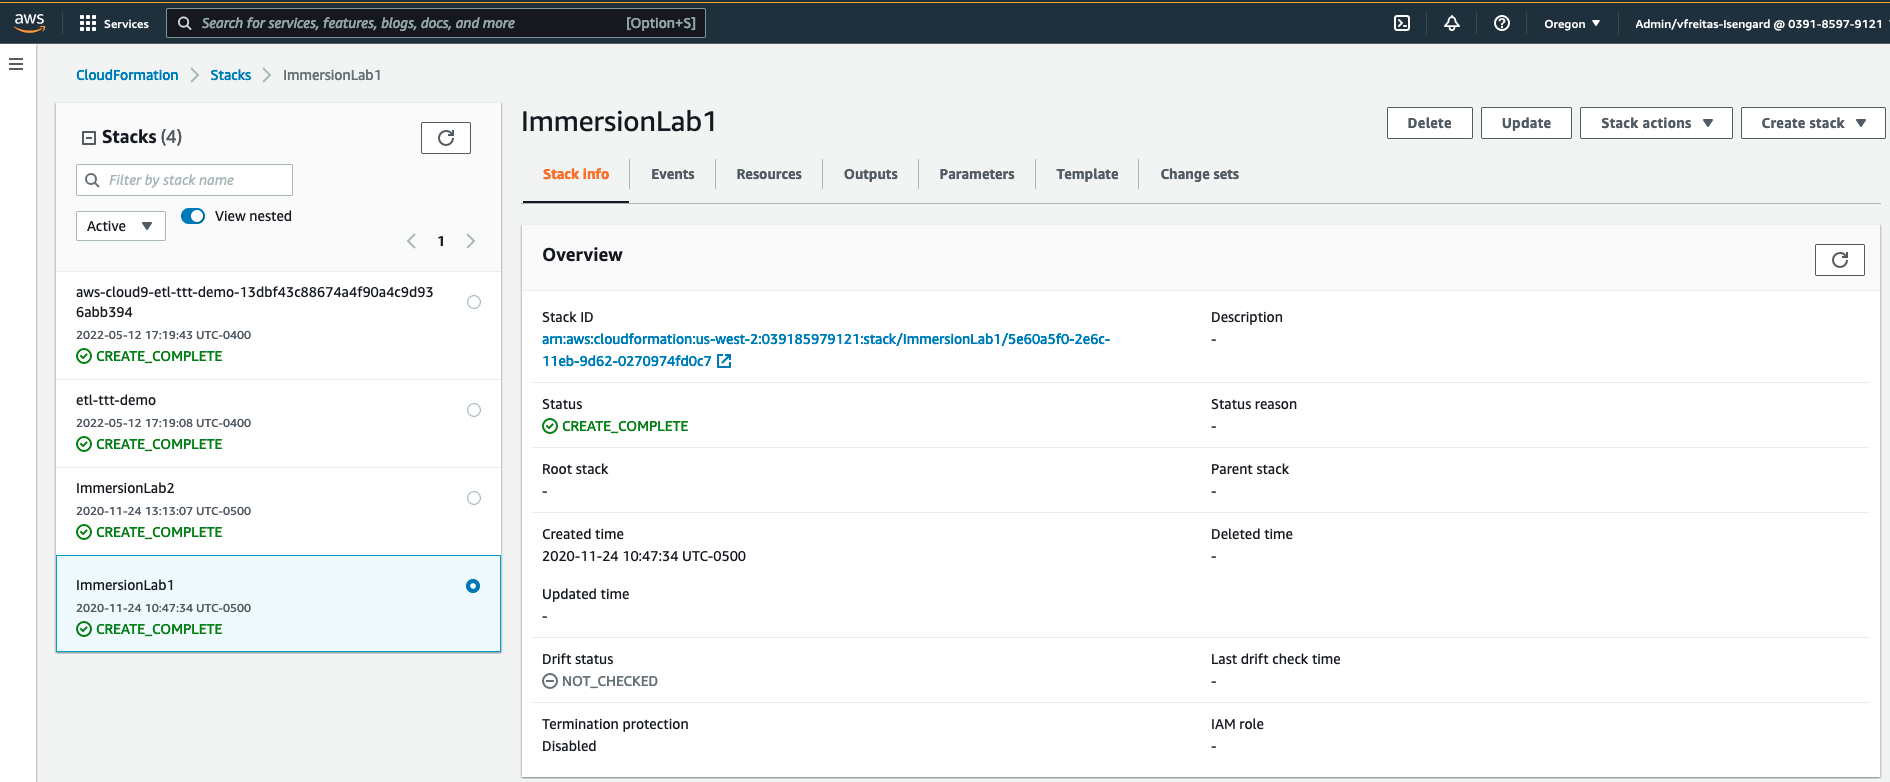 aws
Services
Search for services, features, blogs, docs, and more
[Option+S]
Oregon
Admin/vfreitas-Isengard @ 0391-8597-9121
CloudFormation
Stacks
ImmersionLab1
Stacks (4)
Filter by stack name
Active
View nested
1
aws-cloud9-etl-ttt-demo-13dbf43c88674a4f90a4c9d93
6abb394
2022-05-12 17:19:43 UTC-0400
CREATE_COMPLETE
etl-ttt-demo
2022-05-12 17:19:08 UTC-0400
CREATE_COMPLETE
ImmersionLab2
2020-11-24 13:13:07 UTC-0500
CREATE_COMPLETE
ImmersionLab1
2020-11-24 10:47:34 UTC-0500
CREATE_COMPLETE
ImmersionLab1
Delete
Update
Stack actions
Create stack
Stack info
Events
Resources
Outputs
Parameters
Template
Change sets
Overview
Stack ID
arn:aws:cloudformation:us-west-2:039185979121:stack/ImmersionLab1/5e60a5f0-2e6c-
11eb-9d62-0270974fd0c7
Description
-
Status
CREATE_COMPLETE
Status reason
-
Root stack
-
Parent stack
-
Created time
2020-11-24 10:47:34 UTC-0500
Deleted time
-
Updated time
-
Drift status
NOT_CHECKED
Last drift check time
-
Termination protection
Disabled
IAM role
-